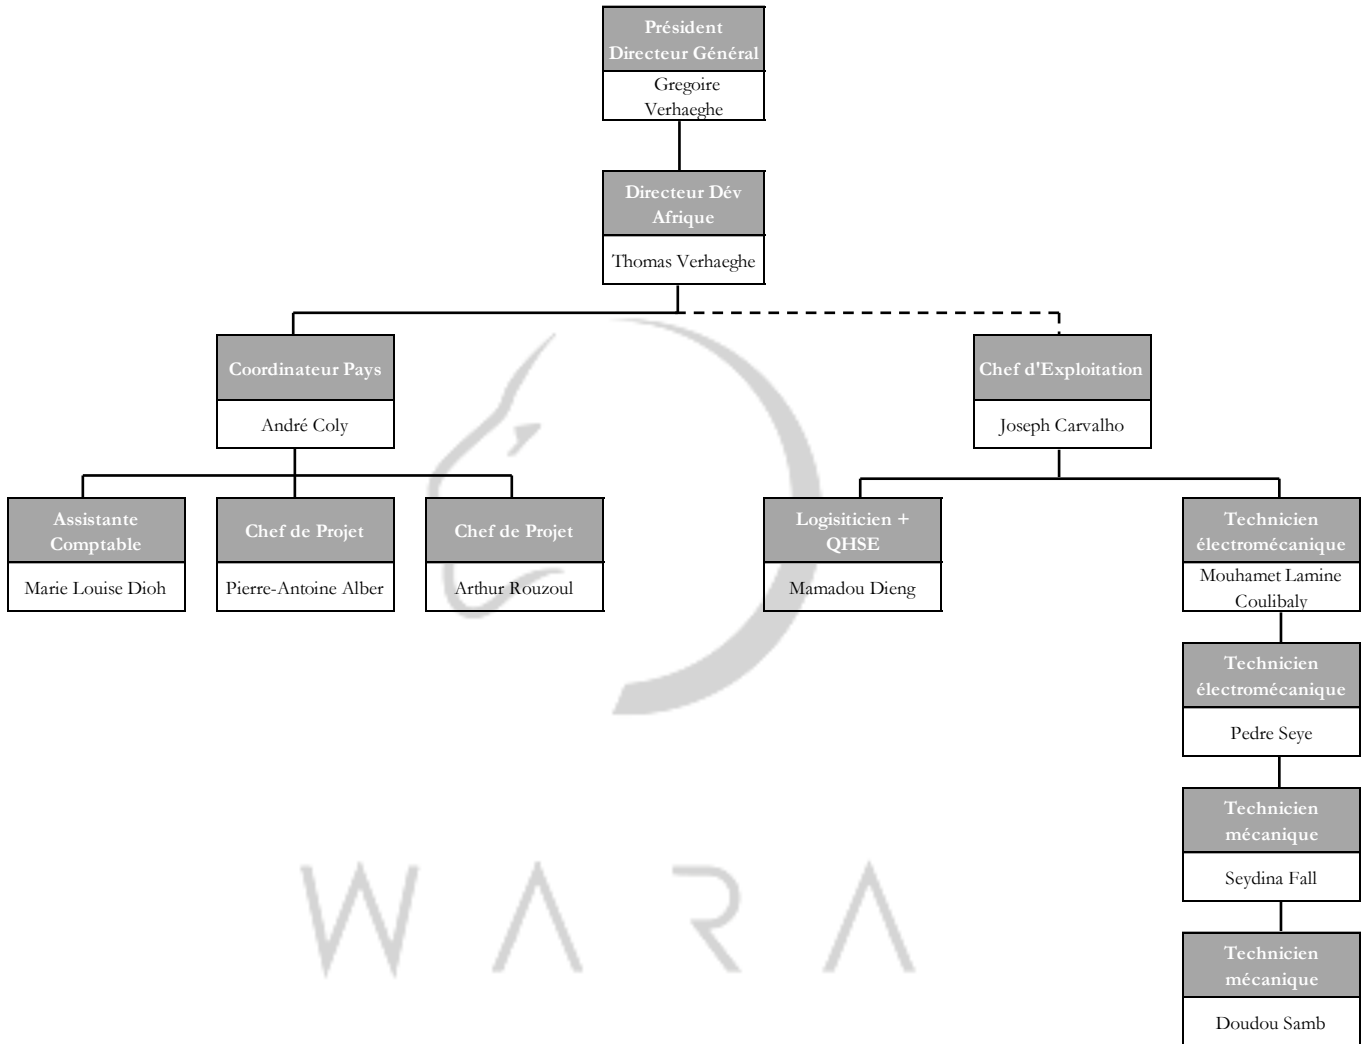 Président
Directeur Général
Gregoire
Verhaeghe
Directeur Dév
Afrique
Thomas Verhaeghe
Coordinateur Pays
André Coly
Chef d'Exploitation
Joseph Carvalho
Assistante
Comptable
Marie Louise Dioh
Chef de Projet
Pierre-Antoine Alber
Chef de Projet
Arthur Rouzoul
Logisiticien +
QHSE
Mamadou Dieng
Technicien
électromécanique
Mouhamet Lamine
Coulibaly
Technicien
électromécanique
Pedre Seye
Technicien
mécanique
Seydina Fall
Technicien
mécanique
Doudou Samb
WARA